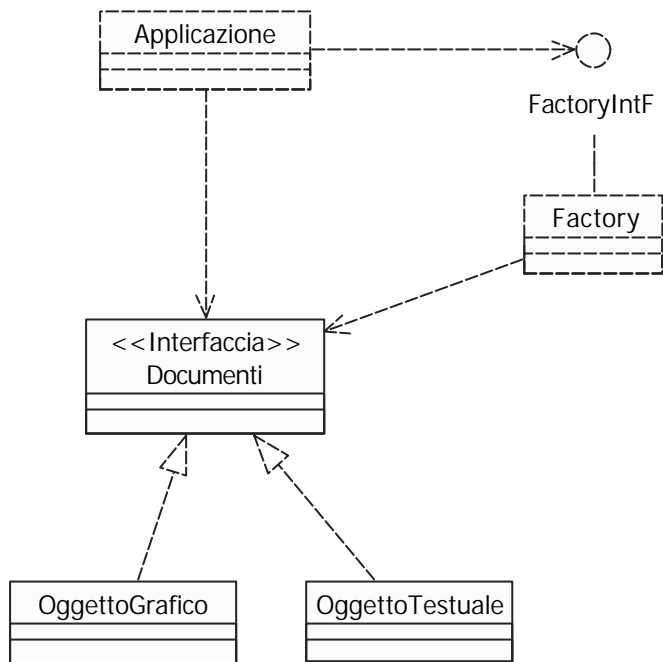 Applicazione
FactoryIntF
Factory
<<Interfaccia>>
Documenti
OggettoGrafico
OggettoTestuale